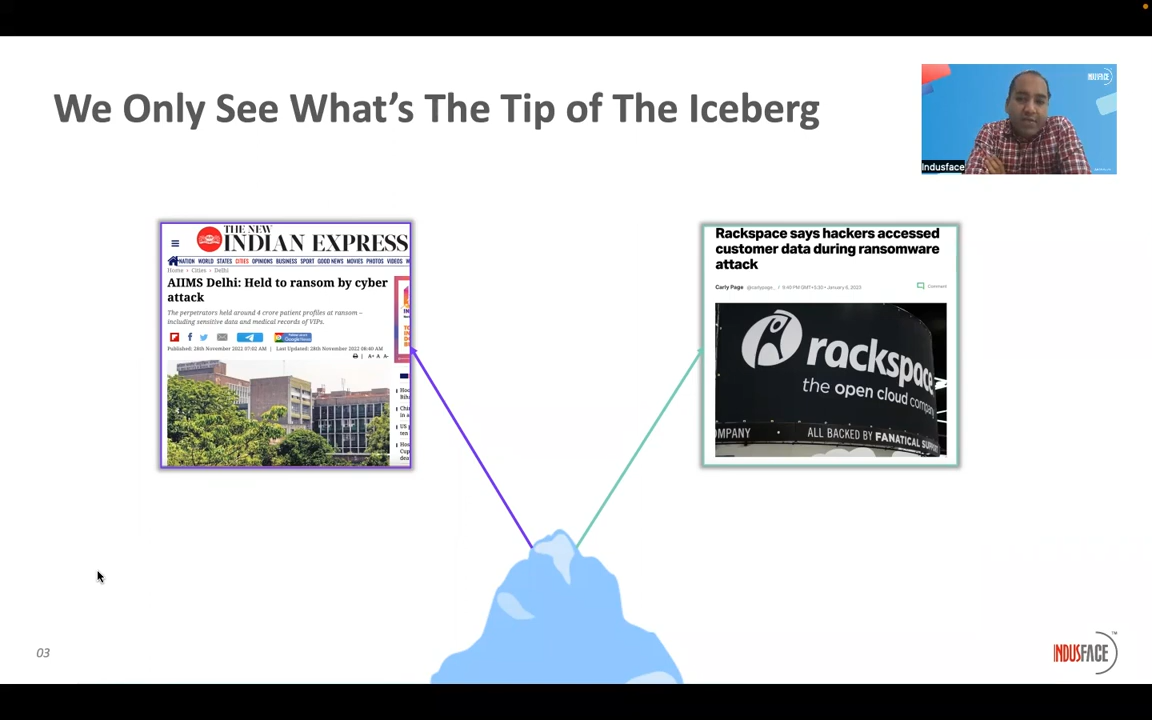 We Only See What's The Tip of The Iceberg
INDUSFACE
Indusface
THE NEW
INDIAN EXPRESS
NATION WORLD STATES CITIES OPINIONS BUSINESS SPORT GOOD NEWS MOVIES PHOTOS VIDEOS
Home › Cities › Delhi
AIIMS Delhi: Held to ransom by cyber
attack
The perpetrators held around 4 crore patient profiles at ransom –
including sensitive data and medical records of VIPs.
Published: 28th November 2022 07:02 AM | Last Updated: 28th November 2022 08:40 AM
A+ A A-
Rackspace says hackers accessed
customer data during ransomware
attack
Carly Page @carlypage_ / 9:40 PM GMT+5:30 • January 6, 2023
Comment
rackspace
the open cloud company
OMPANY • ALL BACKED BY FANATICAL SUPP
03
INDUSFACE™